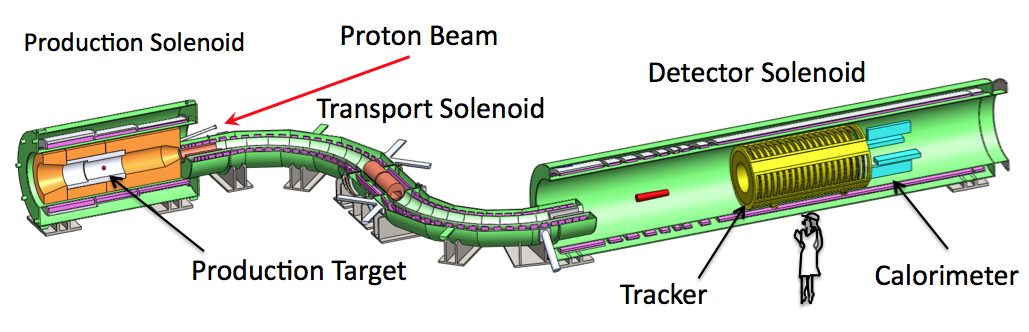 Production Solenoid
Proton Beam
Transport Solenoid
Detector Solenoid
Production Target
Tracker
Calorimeter